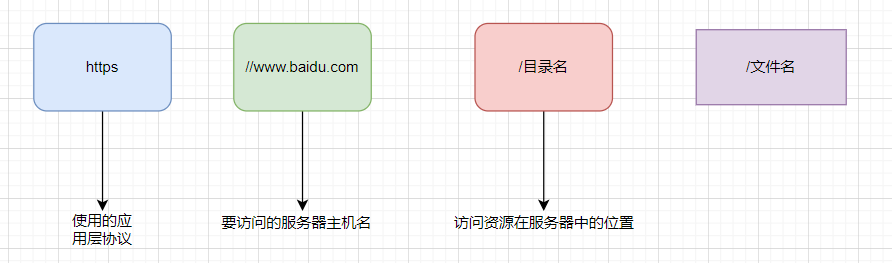 https
//www.baidu.com
/目录名
/文件名
使用的应
用层协议
要访问的服务器主机名
访问资源在服务器中的位置